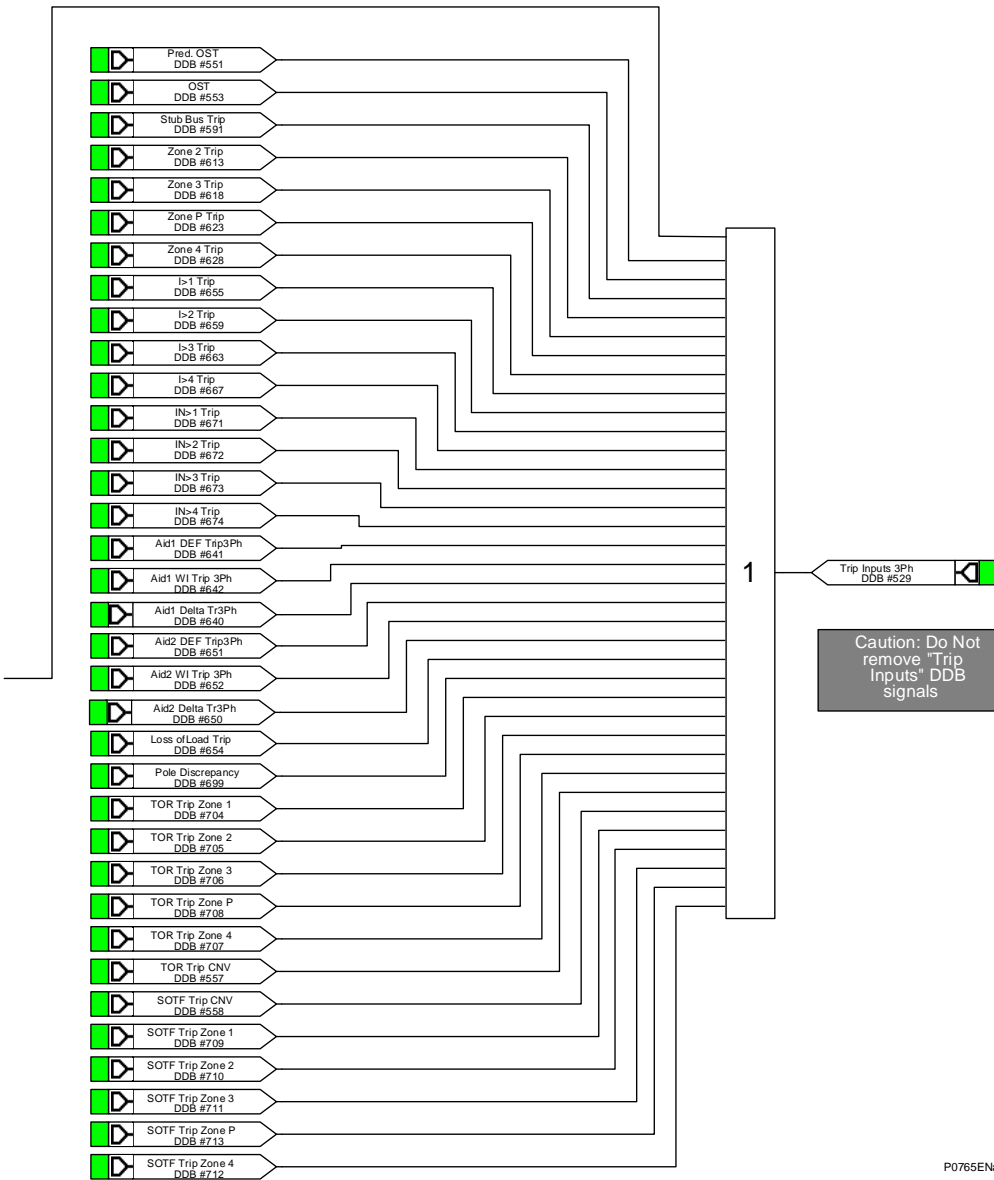 Pred. OST
DDB #551
OST
DDB #553
Stub Bus Trip
DDB #591
Zone 2 Trip
DDB #613
Zone 3 Trip
DDB #618
Zone P Trip
DDB #623
Zone 4 Trip
DDB #628
I>1 Trip
DDB #655
I>2 Trip
DDB #659
I>3 Trip
DDB #663
I>4 Trip
DDB #667
IN>1 Trip
DDB #671
IN>2 Trip
DDB #672
IN>3 Trip
DDB #673
IN>4 Trip
DDB #674
Aid1 DEF Trip3Ph
DDB #641
Aid1 WI Trip 3Ph
DDB #642
Aid1 Delta Tr3Ph
DDB #640
Aid2 DEF Trip3Ph
DDB #651
Aid2 WI Trip 3Ph
DDB #652
Aid2 Delta Tr3Ph
DDB #650
Loss ofLoad Trip
DDB #654
Pole Discrepancy
DDB #699
TOR Trip Zone 1
DDB #704
TOR Trip Zone 2
DDB #705
TOR Trip Zone 3
DDB #706
TOR Trip Zone P
DDB #708
TOR Trip Zone 4
DDB #707
TOR Trip CNV
DDB #557
SOTF Trip CNV
DDB #558
SOTF Trip Zone 1
DDB #709
SOTF Trip Zone 2
DDB #710
SOTF Trip Zone 3
DDB #711
SOTF Trip Zone P
DDB #713
SOTF Trip Zone 4
DDB #712
1
Trip Inputs 3Ph
DDB #529
Caution: Do Not
remove "Trip
Inputs" DDB
signals